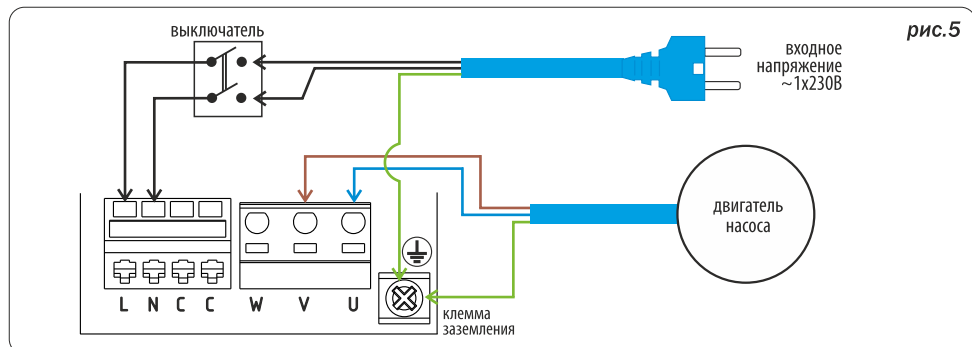 рис.5
выключатель
входное
напряжение
~1x230В
двигатель
насоса
L N C C W V U
клемма
заземления